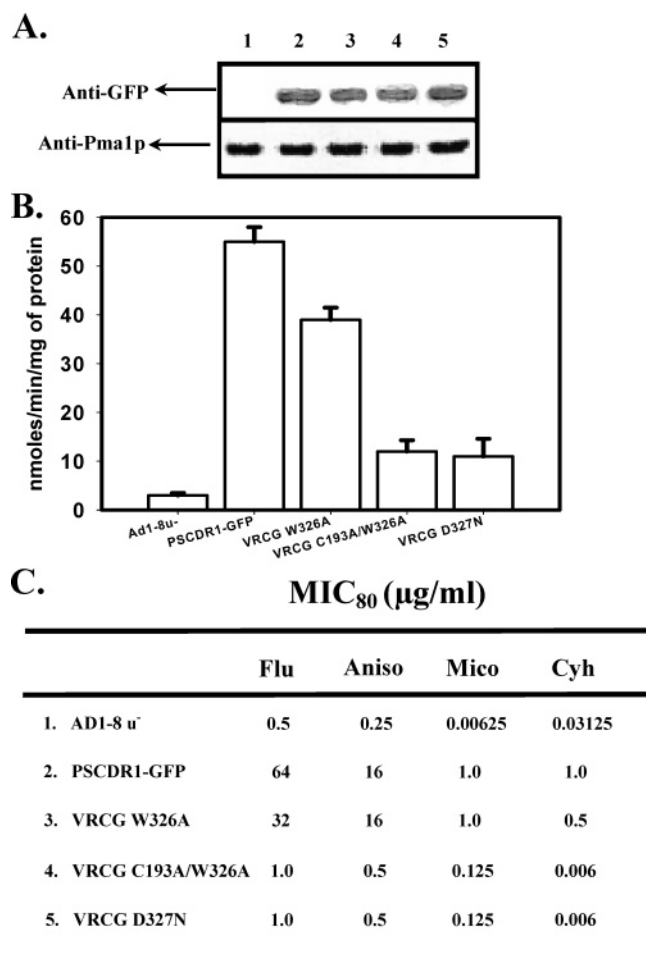 A.
1 2 3 4 5
Anti-GFP
Anti-Pma1p
B.
nmoles/min/mg of protein
60
50
40
30
20
10
0
Ad1-8u-
PSCDR1-GFP
VRCG W326A
VRCG C193A/W326A
VRCG D327N
C.
MIC80 (µg/ml)
Flu Aniso Mico Cyh
1. AD1-8 u- 0.5 0.25 0.00625 0.03125
2. PSCDR1-GFP 64 16 1.0 1.0
3. VRCG W326A 32 16 1.0 0.5
4. VRCG C193A/W326A 1.0 0.5 0.125 0.006
5. VRCG D327N 1.0 0.5 0.125 0.006